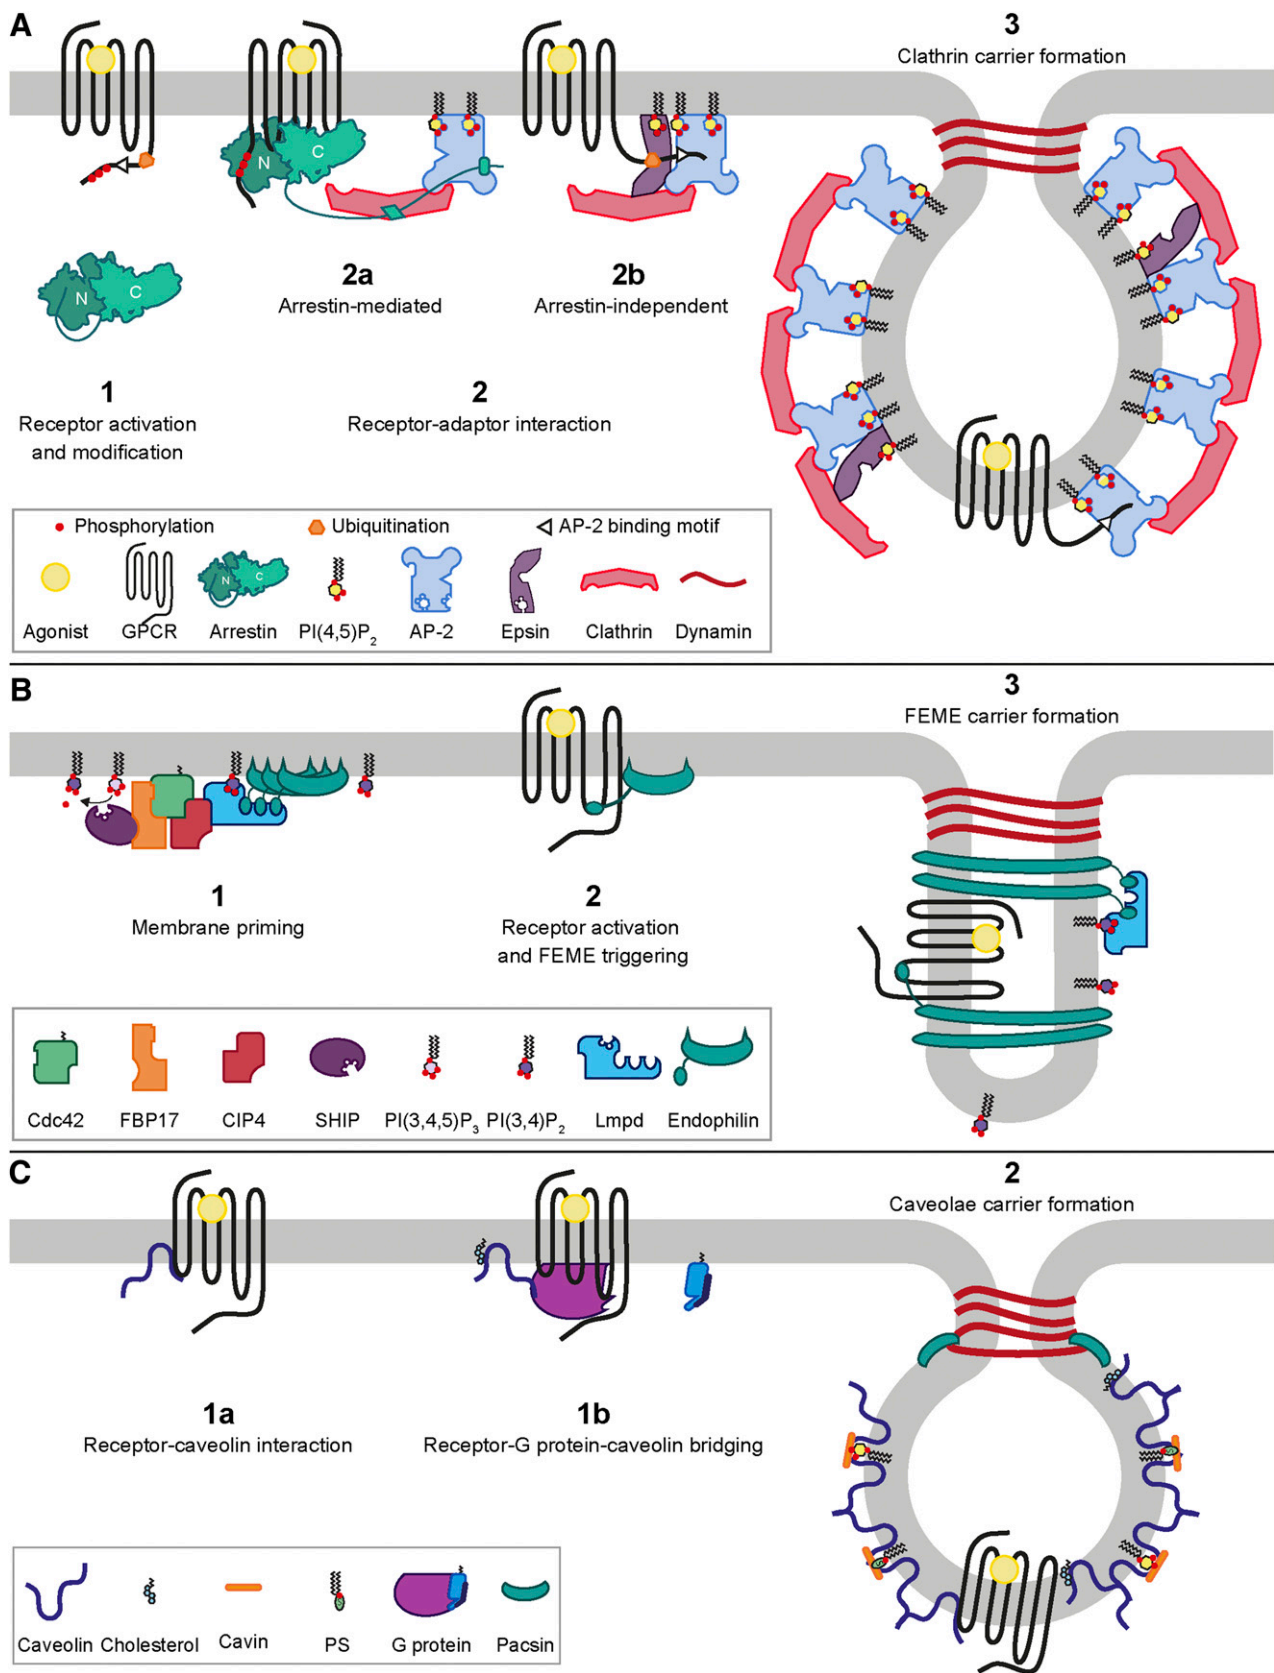 A
3
Clathrin carrier formation
N
C
N
C
2a
Arrestin-mediated
2b
Arrestin-independent
1
Receptor activation
and modification
2
Receptor-adaptor interaction
Phosphorylation
Ubiquitination
AP-2 binding motif
N
C
Agonist
GPCR
Arrestin
PI(4,5)P2
AP-2
Epsin
Clathrin
Dynamin
B
3
FEME carrier formation
1
Membrane priming
2
Receptor activation
and FEME triggering
Cdc42
FBP17
CIP4
SHIP
PI(3,4,5)P3
PI(3,4)P2
Lmpd
Endophilin
C
2
Caveolae carrier formation
1a
Receptor-caveolin interaction
1b
Receptor-G protein-caveolin bridging
Caveolin
Cholesterol
Cavin
PS
G protein
Pacsin